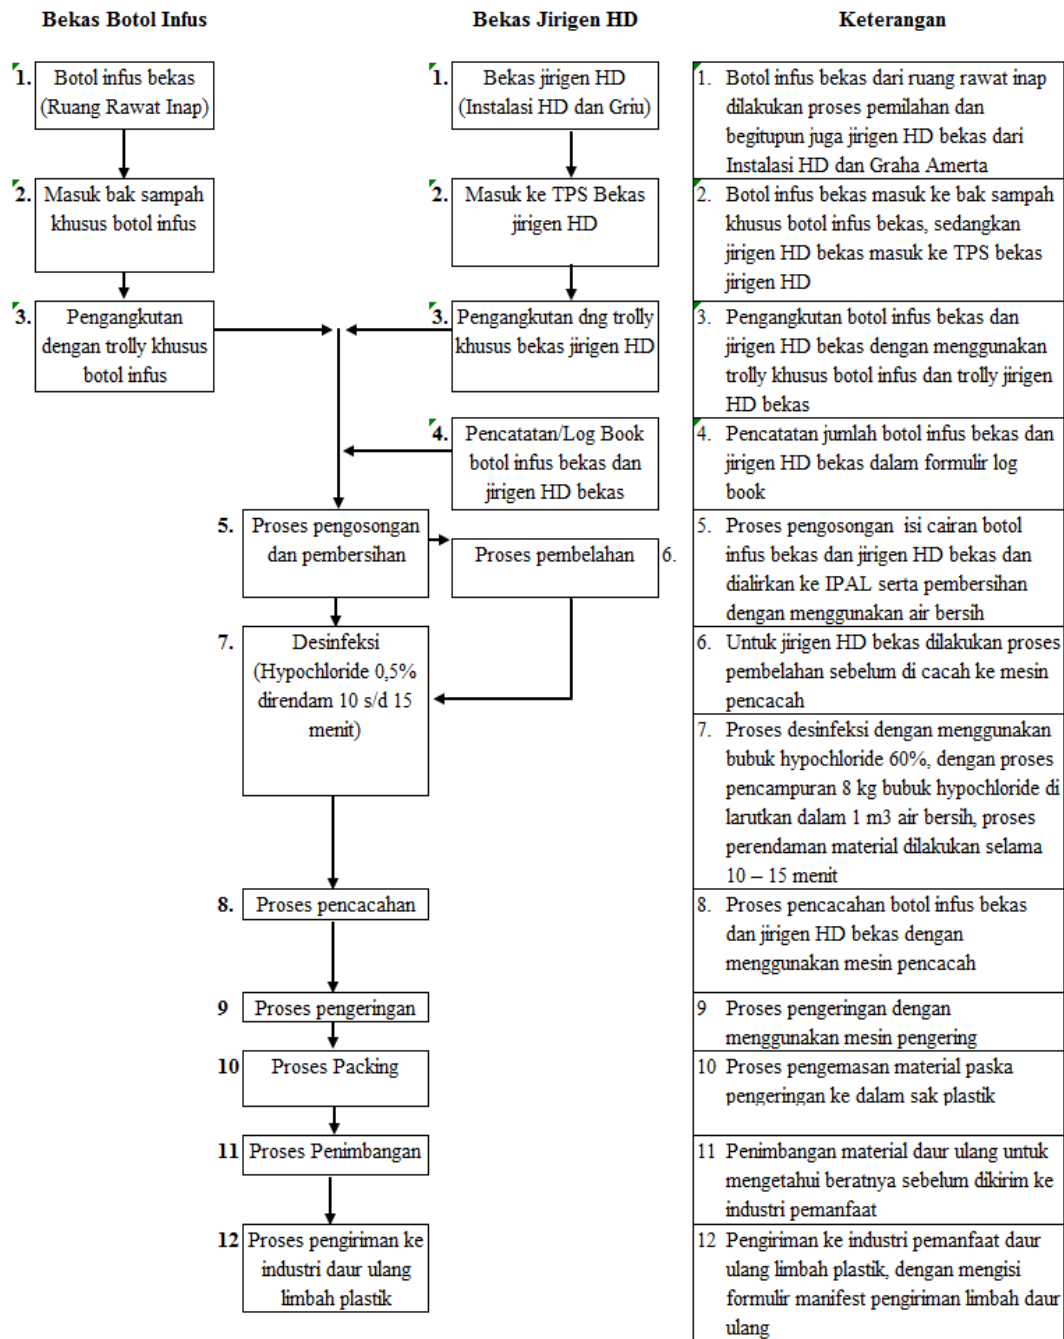 Bekas Botol Infus
Bekas Jirigen HD
Keterangan
1. Botol infus bekas
(Ruang Rawat Inap)
1. Bekas jirigen HD
(Instalasi HD dan Griu)
1. Botol infus bekas dari ruang rawat inap
dilakukan proses pemilahan dan
begitupun juga jirigen HD bekas dari
Instalasi HD dan Graha Amerta
2. Masuk bak sampah
khusus botol infus
2. Masuk ke TPS Bekas
jirigen HD
2. Botol infus bekas masuk ke bak sampah
khusus botol infus bekas, sedangkan
jirigen HD bekas masuk ke TPS bekas
jirigen HD
3. Pengangkutan
dengan trolly khusus
botol infus
3. Pengangkutan dng trolly
khusus bekas jirigen HD
3. Pengangkutan botol infus bekas dan
jirigen HD bekas dengan menggunakan
trolly khusus botol infus dan trolly jirigen
HD bekas
4. Pencatatan/Log Book
botol infus bekas dan
jirigen HD bekas
4. Pencatatan jumlah botol infus bekas dan
jirigen HD bekas dalam formulir log
book
5. Proses pengosongan
dan pembersihan
Proses pembelahan 6.
5. Proses pengosongan isi cairan botol
infus bekas dan jirigen HD bekas dan
dialirkan ke IPAL serta pembersihan
dengan menggunakan air bersih
7. Desinfeksi
(Hypochloride 0,5%
direndam 10 s/d 15
menit)
6. Untuk jirigen HD bekas dilakukan proses
pembelahan sebelum di cacah ke mesin
pencacah
7. Proses desinfeksi dengan menggunakan
bubuk hypochloride 60%, dengan proses
pencampuran 8 kg bubuk hypochloride di
larutkan dalam 1 m3 air bersih, proses
perendaman material dilakukan selama
10 – 15 menit
8. Proses pencacahan
8. Proses pencacahan botol infus bekas
dan jirigen HD bekas dengan
menggunakan mesin pencacah
9 Proses pengeringan
9 Proses pengeringan dengan
menggunakan mesin pengering
10 Proses Packing
10 Proses pengemasan material paska
pengeringan ke dalam sak plastik
11 Proses Penimbangan
11 Penimbangan material daur ulang untuk
mengetahui beratnya sebelum dikirim ke
industri pemanfaat
12 Proses pengiriman ke
industri daur ulang
limbah plastik
12 Pengiriman ke industri pemanfaat daur
ulang limbah plastik, dengan mengisi
formulir manifest pengiriman limbah daur
ulang